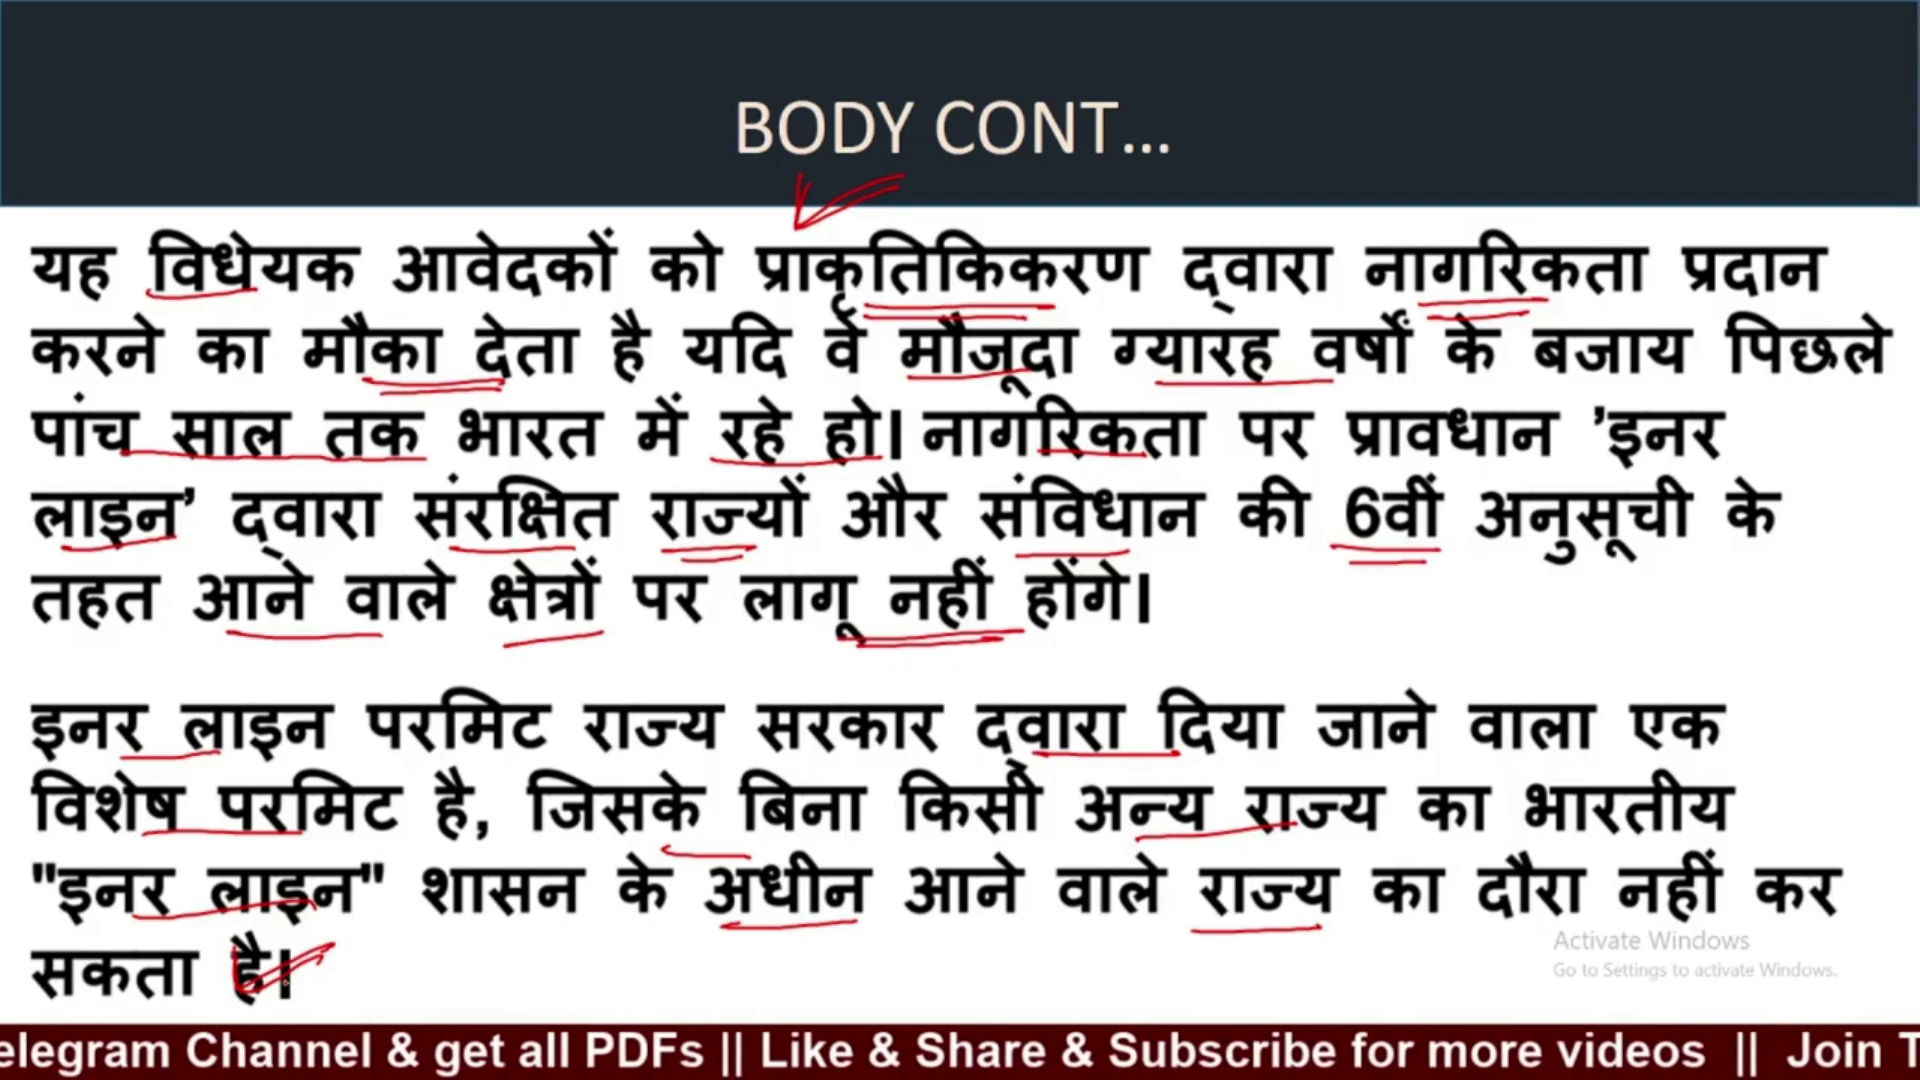 BODY CONT...
यह विधेयक आवेदकों को प्राकृतिकिकरण द्वारा नागरिकता प्रदान
करने का मौका देता है यदि वे मौजूदा ग्यारह वर्षों के बजाय पिछले
पांच साल तक भारत में रहे हो। नागरिकता पर प्रावधान 'इनर
लाइन' द्वारा संरक्षित राज्यों और संविधान की 6वीं अनुसूची के
तहत आने वाले क्षेत्रों पर लागू नहीं होंगे।
इनर लाइन परमिट राज्य सरकार द्वारा दिया जाने वाला एक
विशेष परमिट है, जिसके बिना किसी अन्य राज्य का भारतीय
"इनर लाइन" शासन के अधीन आने वाले राज्य का दौरा नहीं कर
सकता है।
Activate Windows
Go to Settings to activate Windows.
elegram Channel & get all PDFs || Like & Share & Subscribe for more videos || Join T